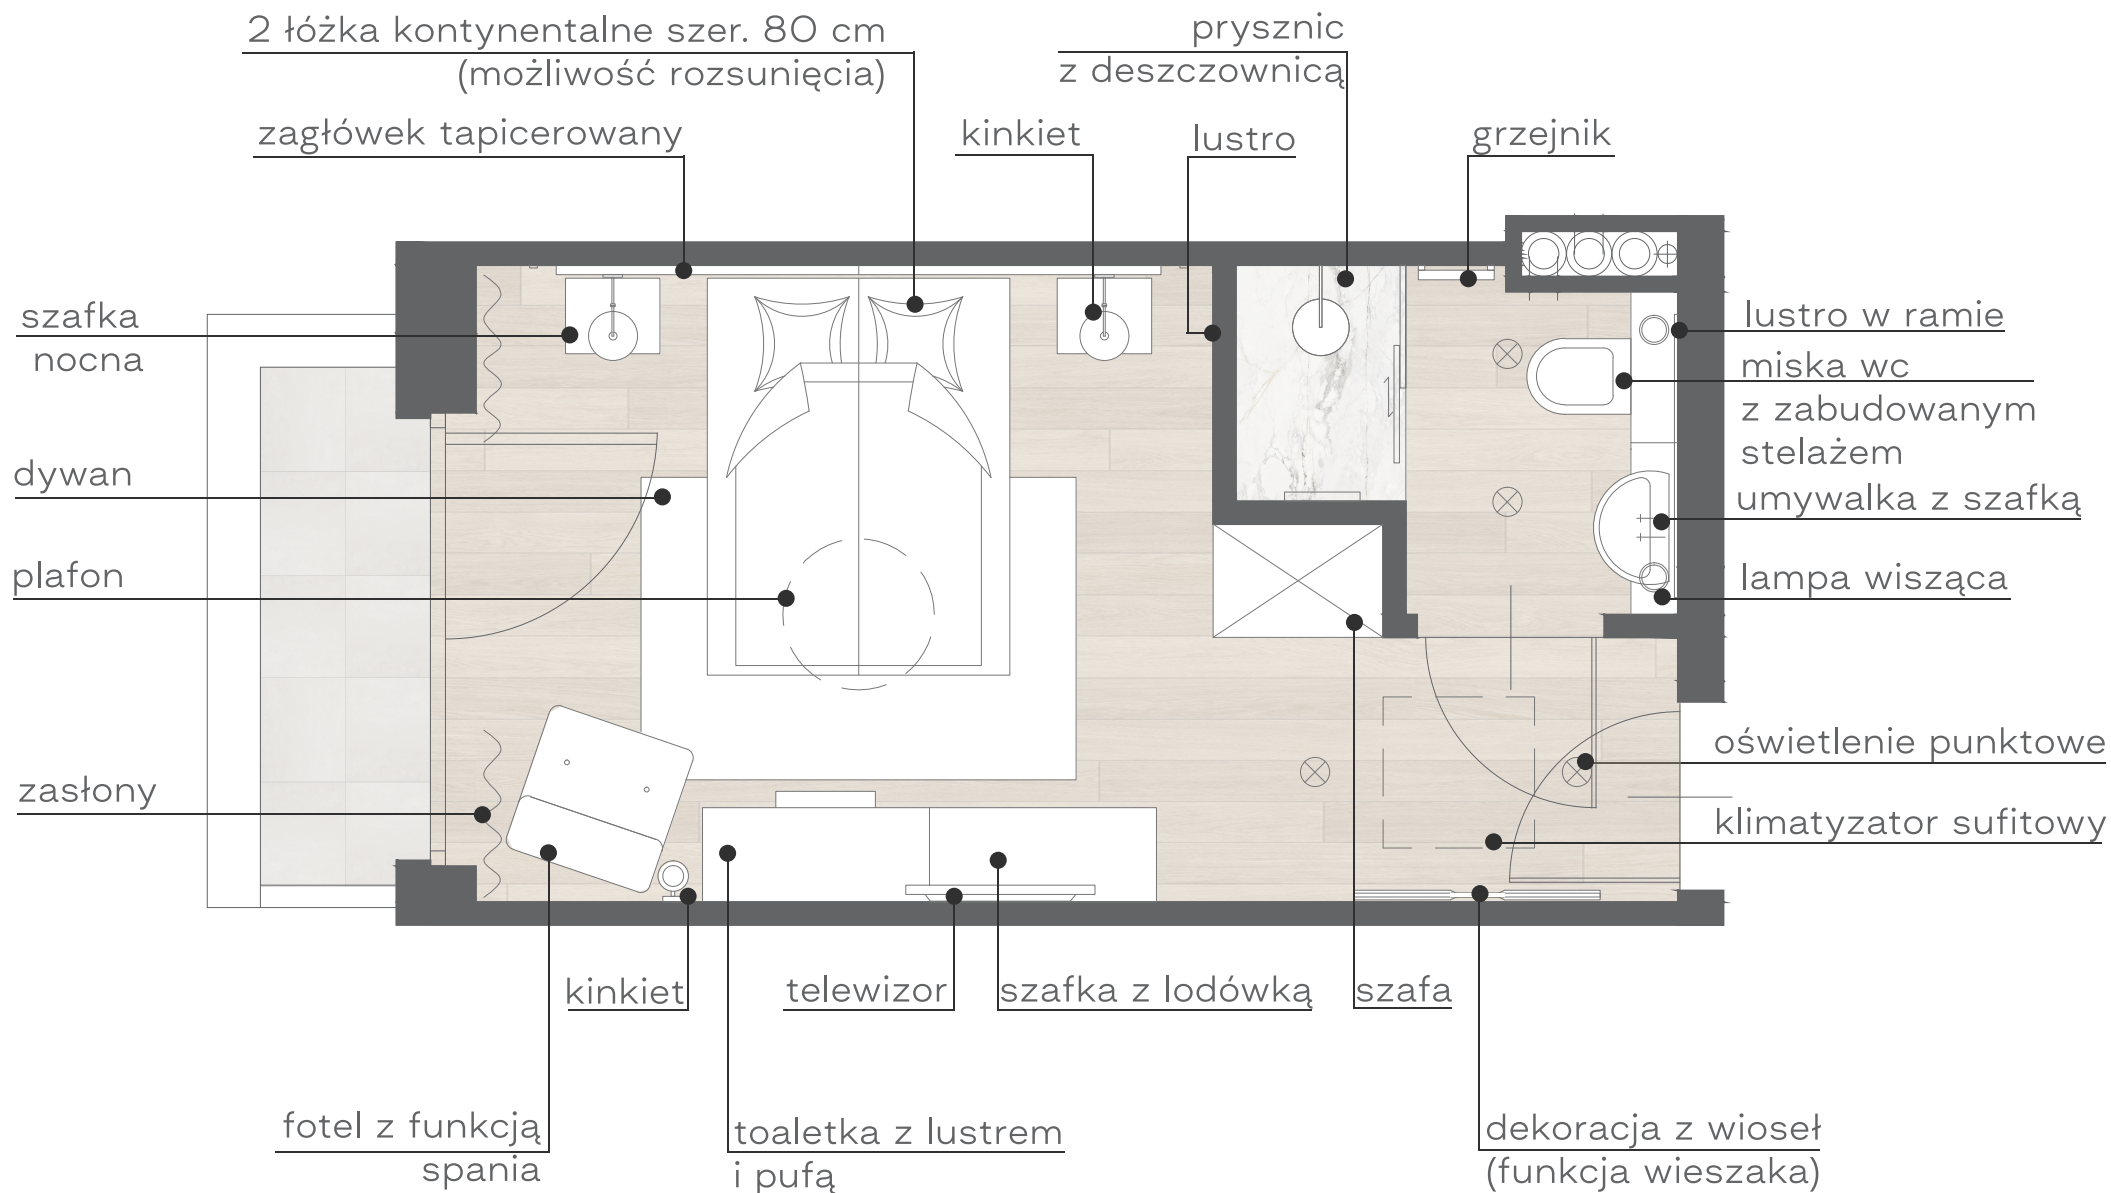 2 łóżka kontynentalne szer. 80 cm
(możliwość rozsunięcia)
prysznic
z deszczownicą
zagłówek tapicerowany
kinkiet
lustro
grzejnik
szafka
nocna
dywan
plafon
zasłony
lustro w ramie
miska wc
z zabudowanym
stelażem
umywalka z szafką
lampa wisząca
oświetlenie punktowe
klimatyzator sufitowy
kinkiet
telewizor
szafka z lodówką
szafa
fotel z funkcją
spania
toaletka z lustrem
i pufą
dekoracja z wioseł
(funkcja wieszaka)